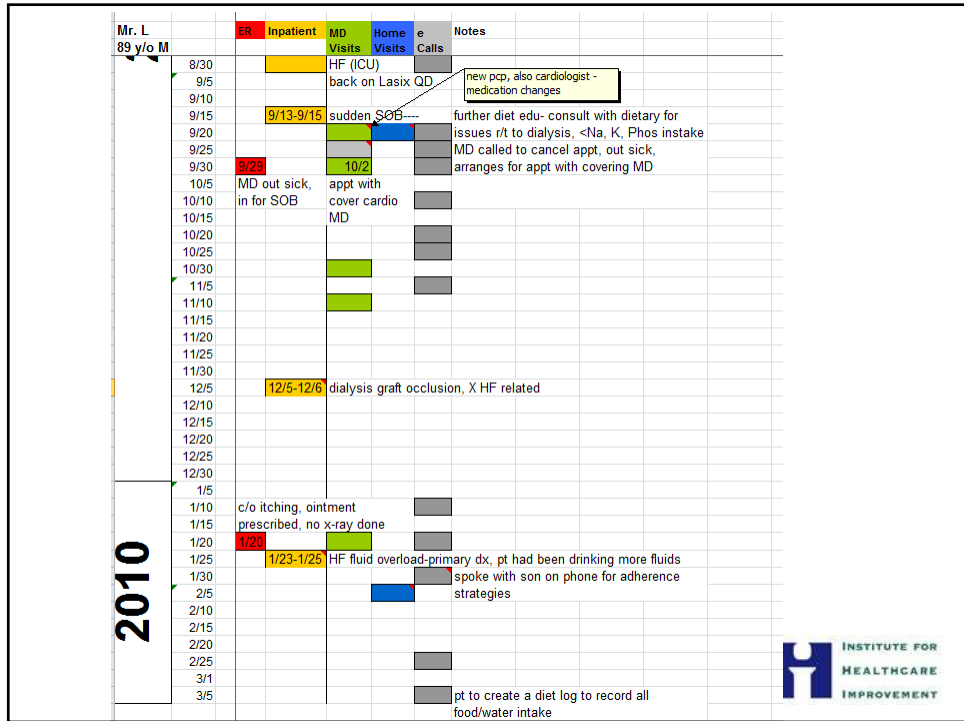 Mr. L ER Inpatient MD Home e Notes
89 y/o M Visits Visits Calls
8/30 HF (ICU)
9/5 back on Lasix QD
new pcp, also cardiologist -
medication changes
9/10
9/15 9/13-9/15 sudden SOB---- further diet edu- consult with dietary for
9/20 issues r/t to dialysis, <Na, K, Phos instake
9/25 MD called to cancel appt, out sick,
9/30 9/29 10/2 arranges for appt with covering MD
10/5 MD out sick, appt with
10/10 in for SOB cover cardio
10/15 MD
10/20
10/25
10/30
11/5
11/10
11/15
11/20
11/25
11/30
12/5 12/5-12/6 dialysis graft occlusion, X HF related
12/10
12/15
12/20
12/25
12/30
2010
1/5
1/10 c/o itching, ointment
1/15 prescribed, no x-ray done
1/20 1/20
1/25 1/23-1/25 HF fluid overload-primary dx, pt had been drinking more fluids
1/30 spoke with son on phone for adherence
2/5 strategies
2/10
2/15
2/20
2/25
3/1
3/5 pt to create a diet log to record all
food/water intake
INSTITUTE FOR
HEALTHCARE
IMPROVEMENT